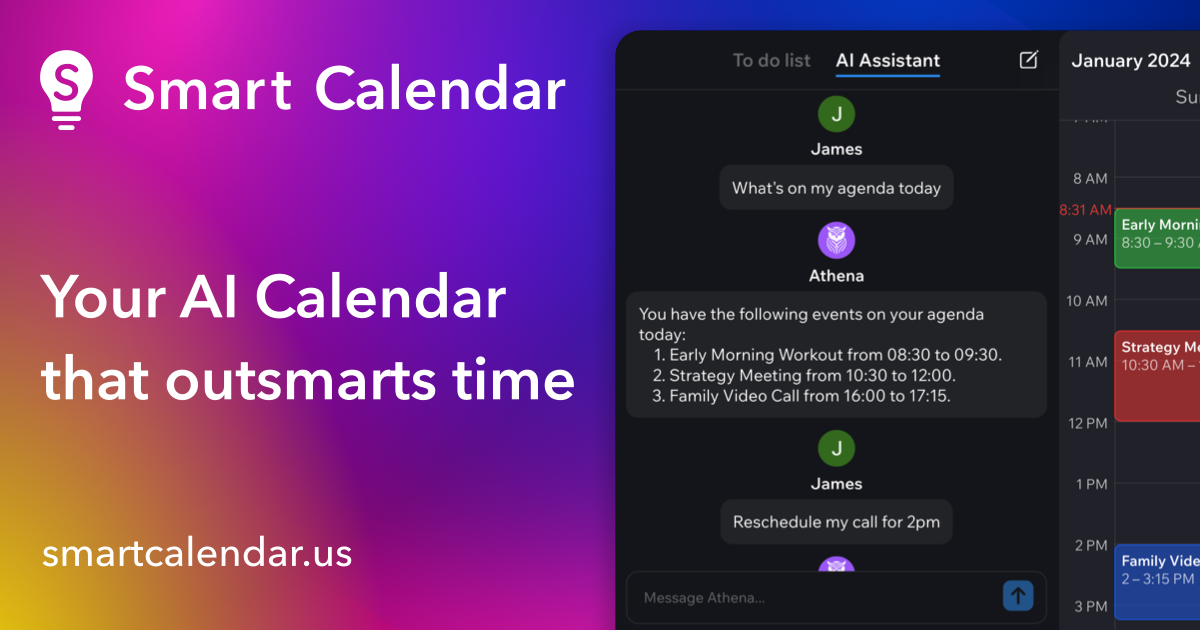 S
Smart Calendar
Your AI Calendar
that outsmarts time
smartcalendar.us
To do list
AI Assistant
J
James
What's on my agenda today
Athena
You have the following events on your agenda
today:
1. Early Morning Workout from 08:30 to 09:30.
2. Strategy Meeting from 10:30 to 12:00.
3. Family Video Call from 16:00 to 17:15.
J
James
Reschedule my call for 2pm
Message Athena...
January 2024
8 AM
8:31 AM
9 AM
10 AM
11 AM
12 PM
1 PM
2 PM
3 PM
Early
8:30 – 9:30
Strategy
10:30 AM –
Family
2 – 3:15 PM